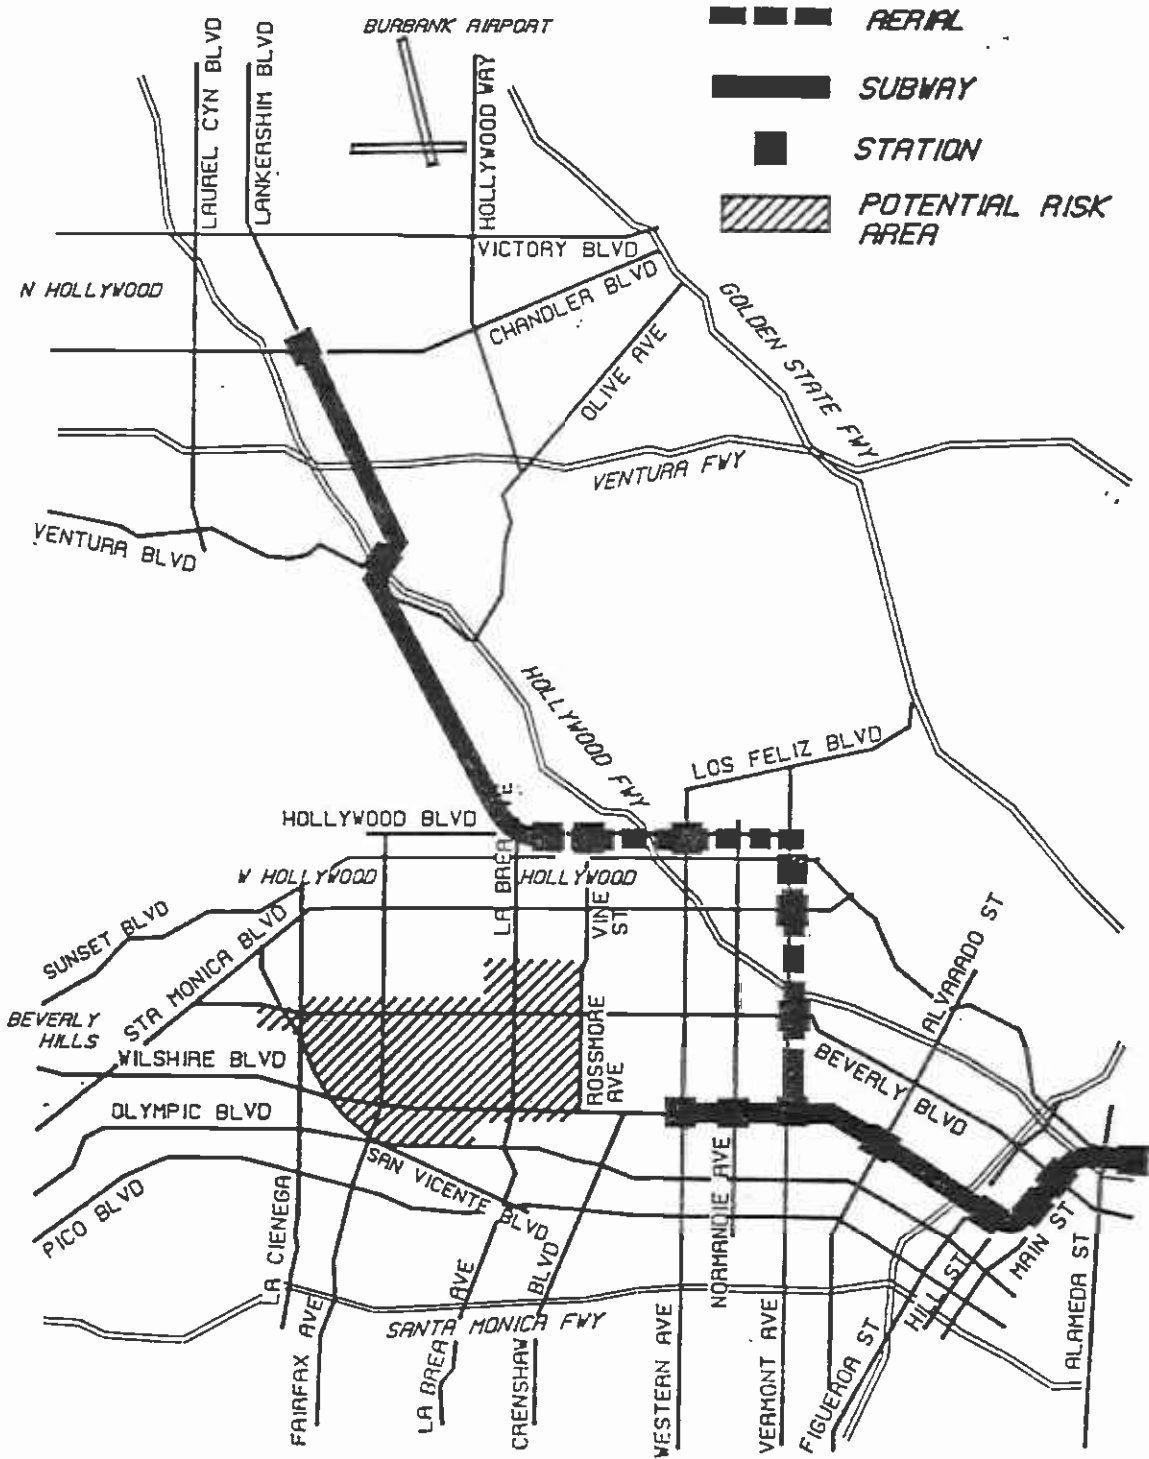 AERIAL
SUBWAY
STATION
POTENTIAL RISK
AREA
BURBANK AIRPORT
LAUREL CYN BLVD
LANKERSHIM BLVD
HOLLYWOOD WAY
VICTORY BLVD
N HOLLYWOOD
CHANDLER BLVD
OLIVE AVE
GOLDEN STATE FWY
VENTURA FWY
VENTURA BLVD
HOLLYWOOD FWY
LOS FELIZ BLVD
HOLLYWOOD BLVD
LA BREA AVE
W HOLLYWOOD
HOLLYWOOD
VINE
ST
SUNSET BLVD
STA MONICA BLVD
ALVARADO ST
BEVERLY
HILLS
WILSHIRE BLVD
ROSSMORE
AVE
BEVERLY BLVD
OLYMPIC BLVD
SAN VICENTE BLVD
PICO BLVD
LA CIENEGA
NORMANDIE AVE
MAIN ST
HILL ST
ALAMEDA ST
SANTA MONICA FWY
FAIRFAX AVE
LA BREA AVE
CRENSHAW BLVD
WESTERN AVE
VERMONT AVE
FIGUEROA ST